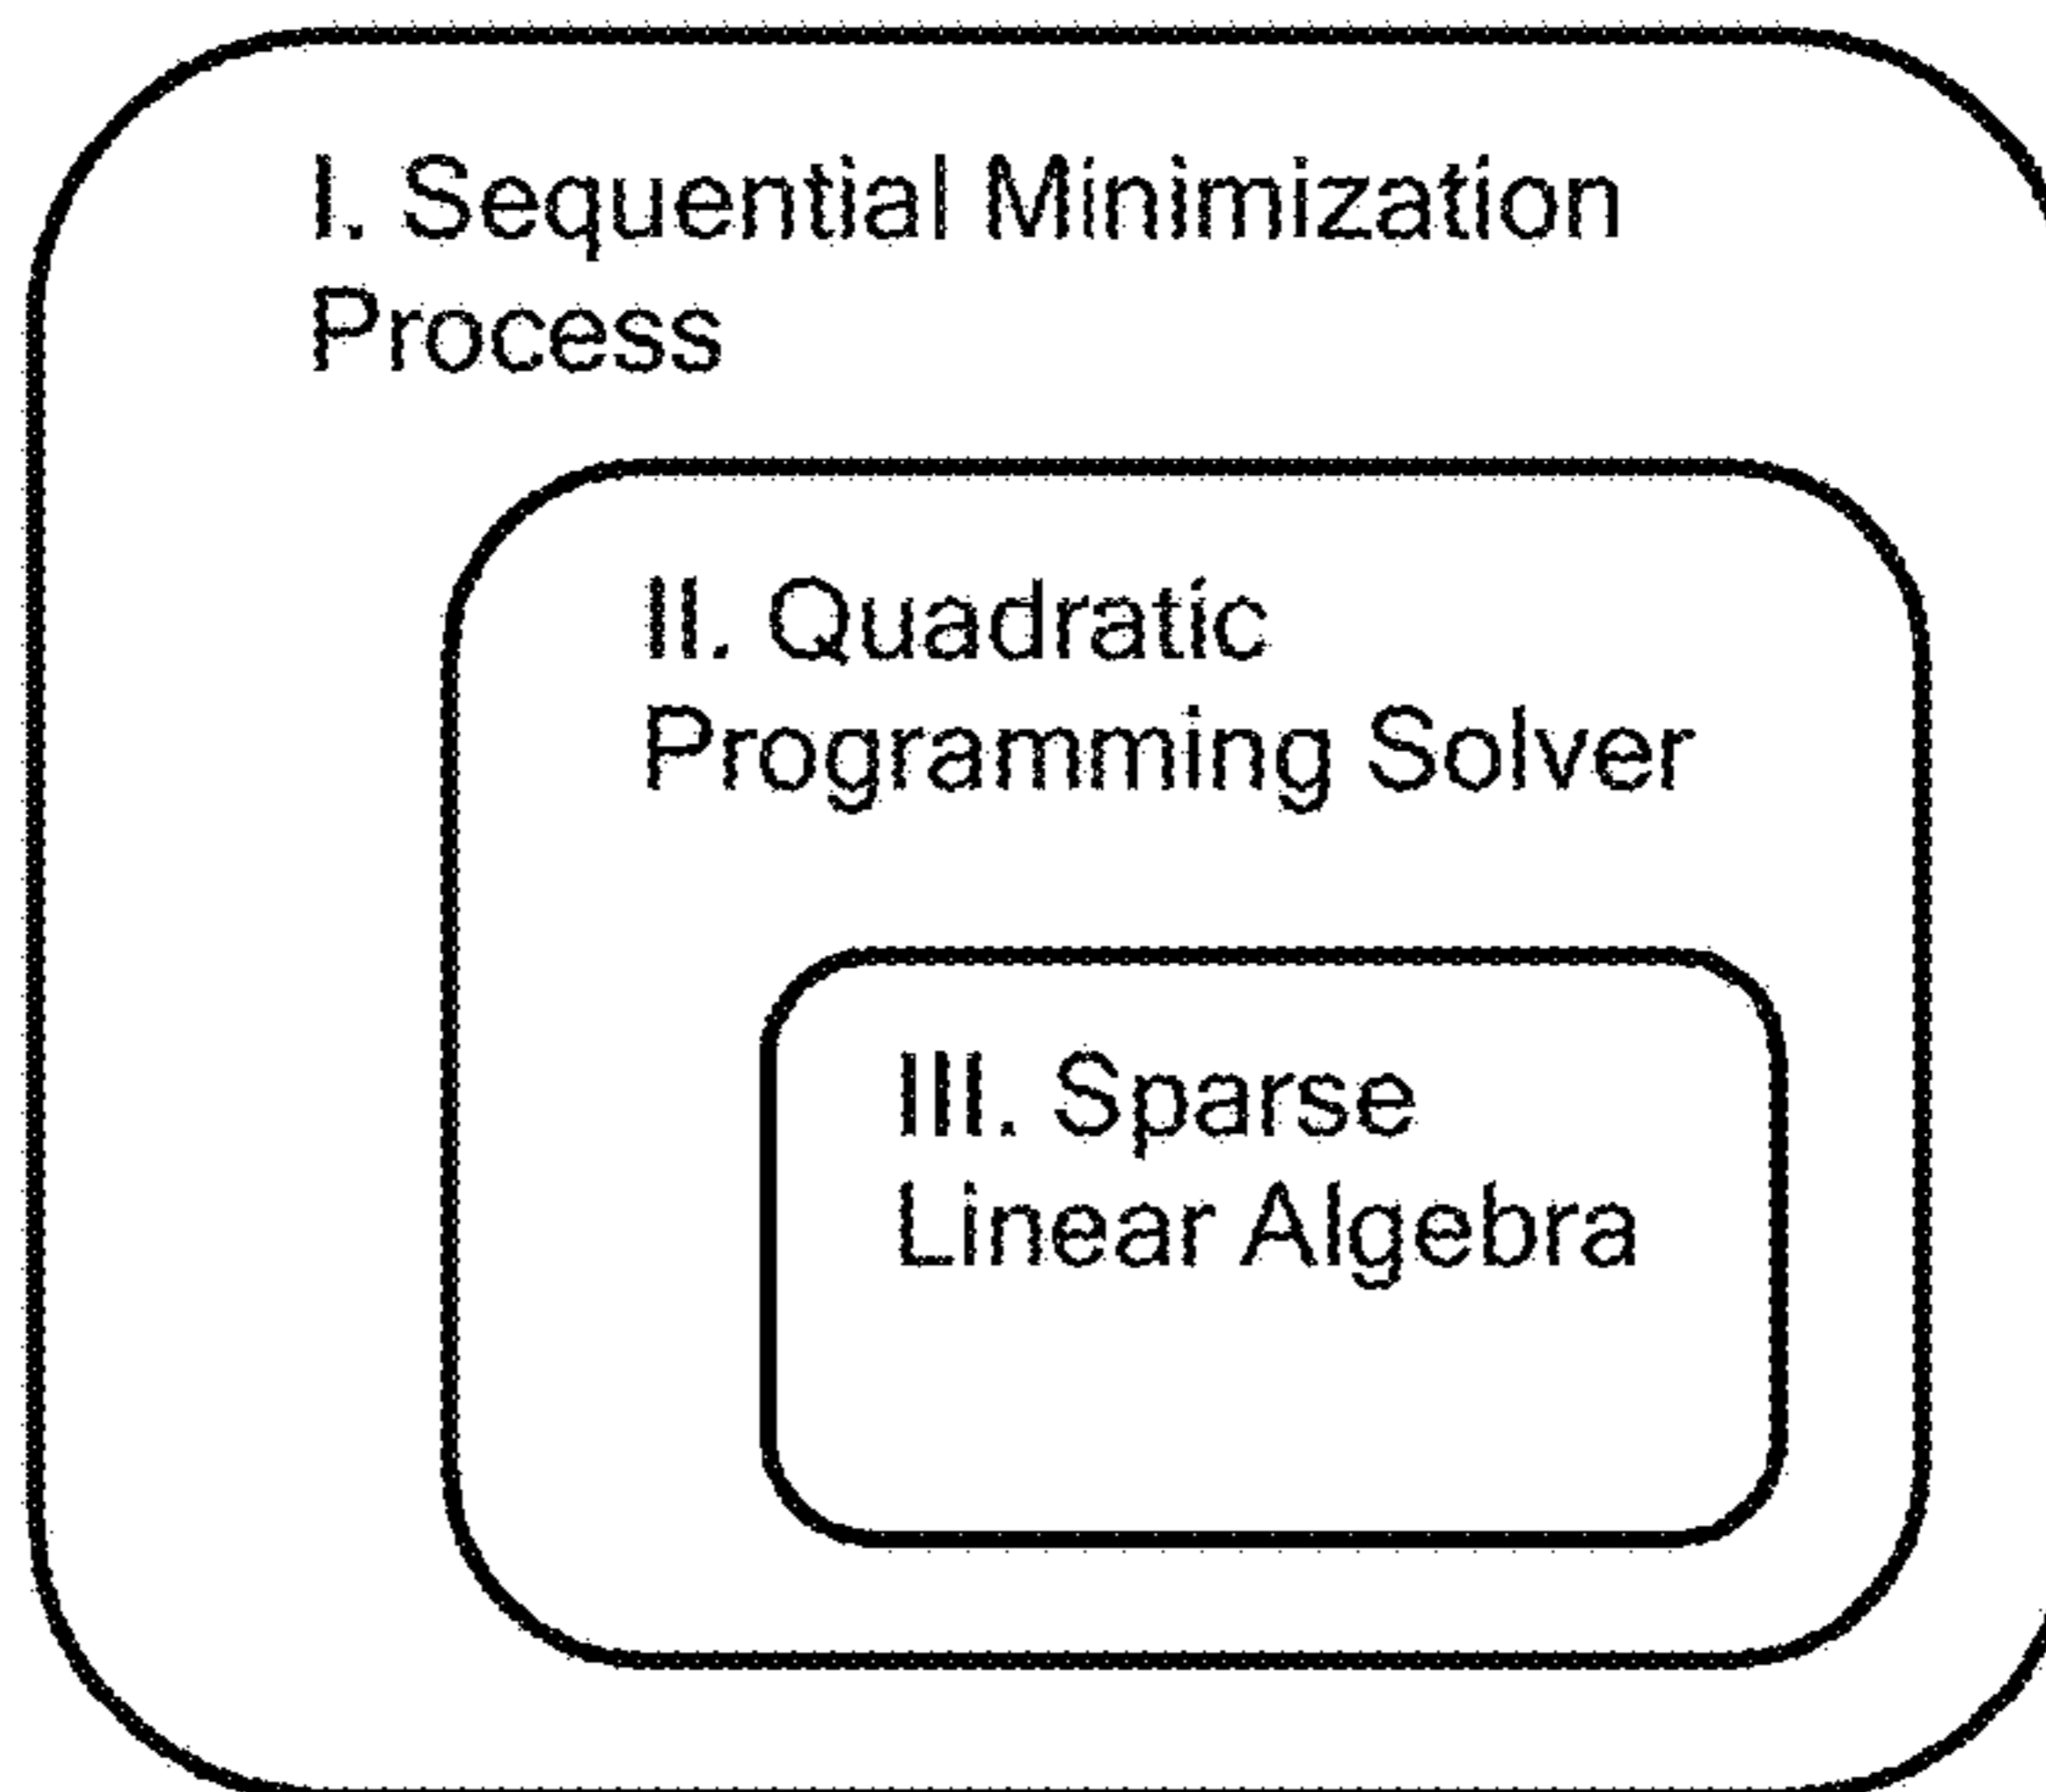 I. Sequential Minimization
Process
II. Quadratic
Programming Solver
III. Sparse
Linear Algebra